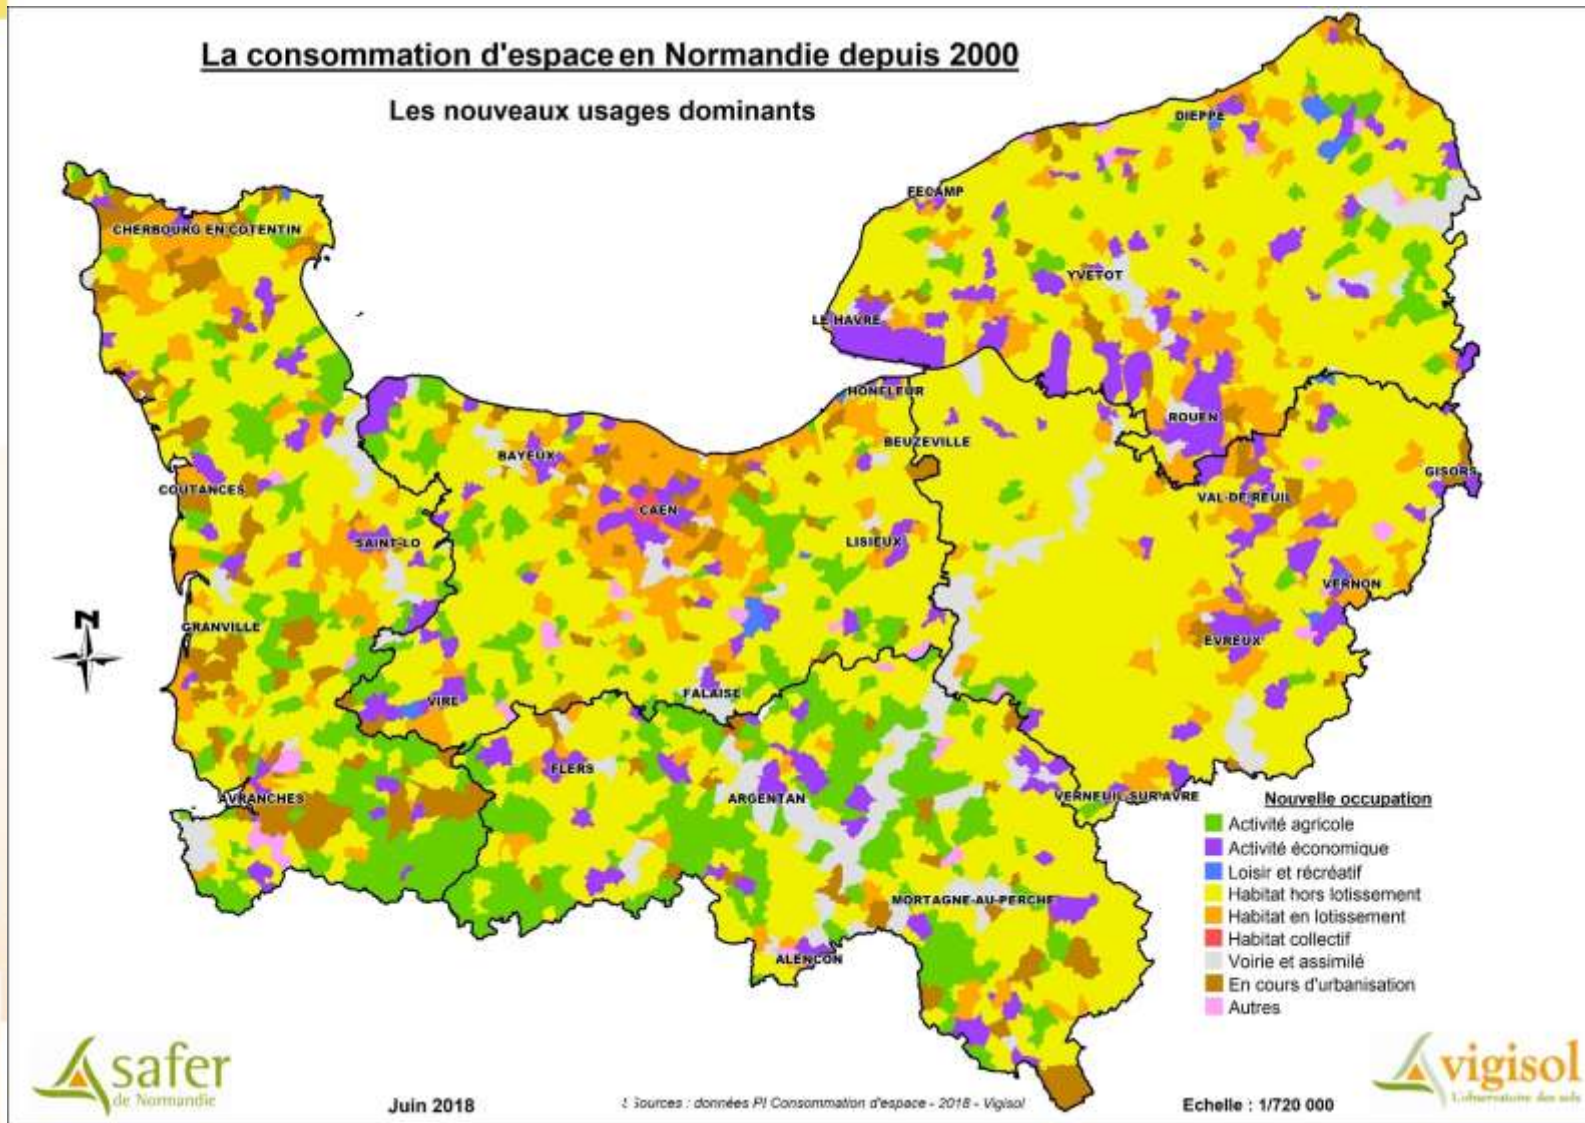 La consommation d'espace en Normandie depuis 2000
Les nouveaux usages dominants
DIEPPE
FECAMP
CHERBOURG EN COTENTIN
YVETOT
LE HAVRE
HONFLEUR
ROUEN
BEUZEVILLE
BAYEUX
GISORS
COUTANCES
VAL-DE-REUIL
CAEN
SAINT-LO
LISIEUX
VERNON
N
GRANVILLE
EVREUX
FALAISE
VIRE
FLERS
AVRANCHES
ARGENTAN
VERNEUIL-SUR-AVRE
MORTAGNE-AU-PERCHE
ALENCON
Nouvelle occupation
Activité agricole
Activité économique
Loisir et récréatif
Habitat hors lotissement
Habitat en lotissement
Habitat collectif
Voirie et assimilé
En cours d'urbanisation
Autres
safer
de Normandie
Juin 2018
Sources : données PI Consommation d'espace - 2018 - Vigisol
Echelle : 1/720 000
vigisol
L'observatoire des sols